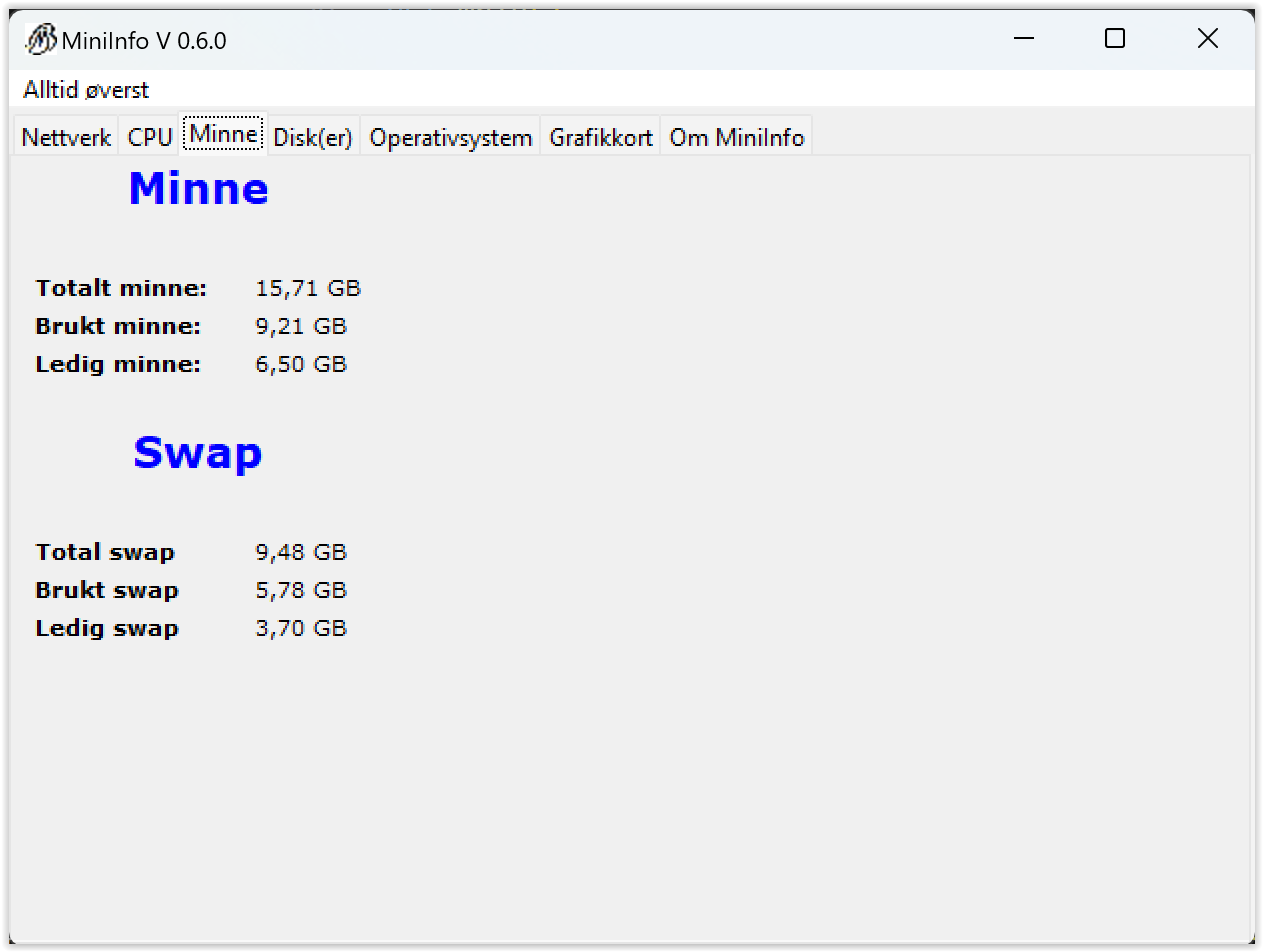 MiniInfo V 0.6.0
Alltid øverst
Nettverk CPU Minne Disk(er) Operativsystem Grafikkort Om MiniInfo
Minne
Totalt minne: 15,71 GB
Brukt minne: 9,21 GB
Ledig minne: 6,50 GB
Swap
Total swap 9,48 GB
Brukt swap 5,78 GB
Ledig swap 3,70 GB